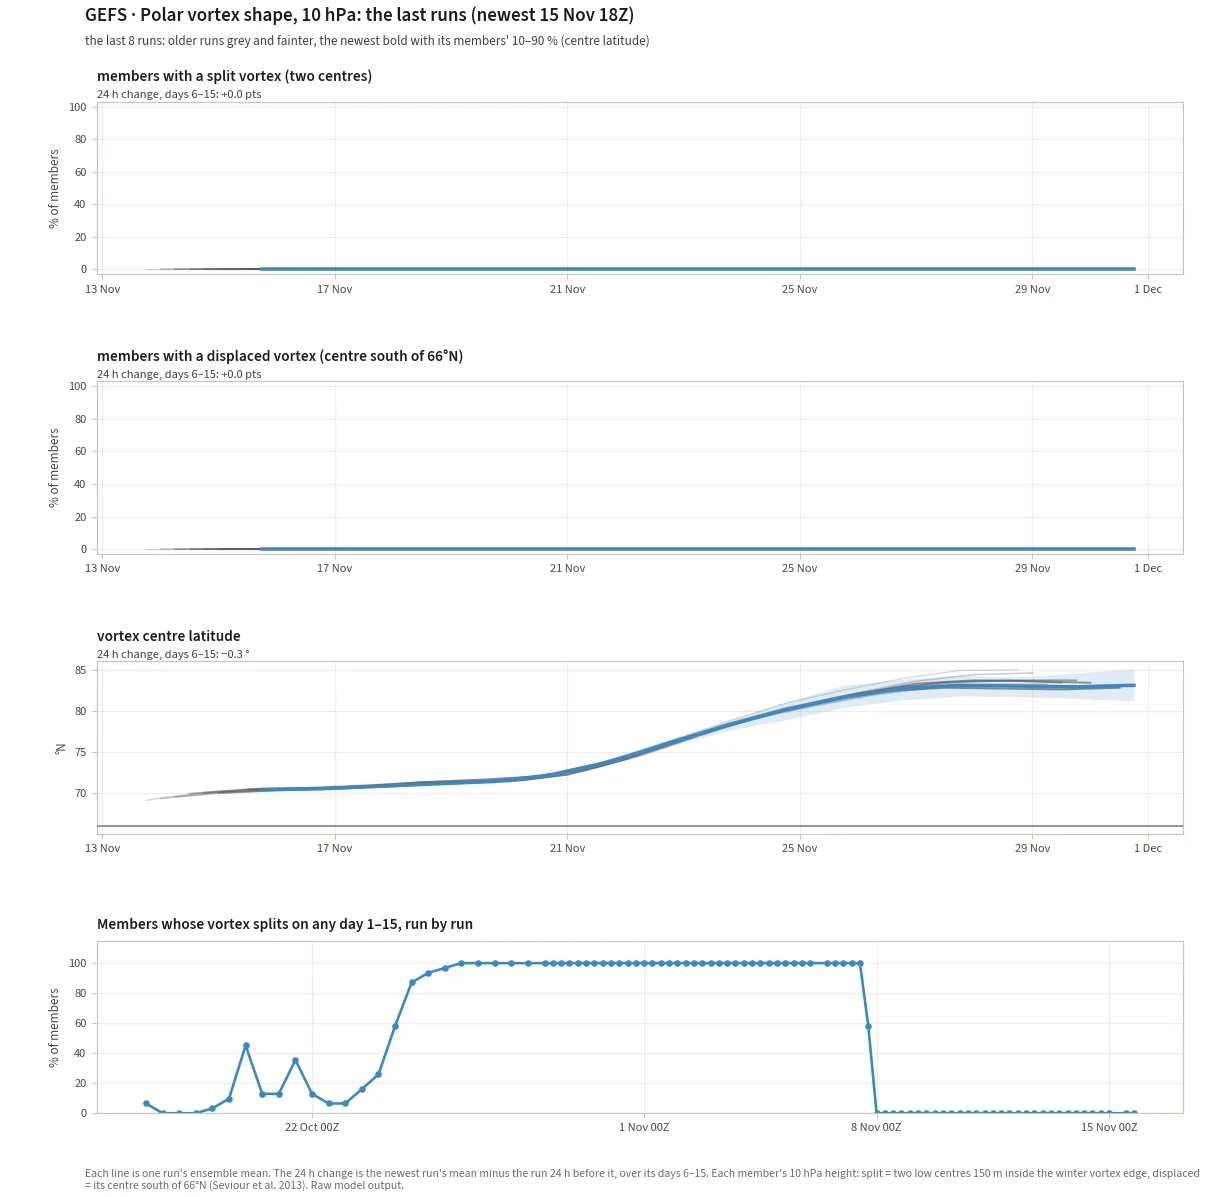 GEFS · Polar vortex shape, 10 hPa: the last runs (newest 15 Nov 18Z)
the last 8 runs: older runs grey and fainter, the newest bold with its members' 10–90 % (centre latitude)
members with a split vortex (two centres)
24 h change, days 6–15: +0.0 pts
100
80
60
40
20
0
% of members
13 Nov 17 Nov 21 Nov 25 Nov 29 Nov 1 Dec
members with a displaced vortex (centre south of 66°N)
24 h change, days 6–15: +0.0 pts
100
80
60
40
20
0
% of members
13 Nov 17 Nov 21 Nov 25 Nov 29 Nov 1 Dec
vortex centre latitude
24 h change, days 6–15: −0.3 °
85
80
75
70
°N
13 Nov 17 Nov 21 Nov 25 Nov 29 Nov 1 Dec
Members whose vortex splits on any day 1–15, run by run
100
80
60
40
20
0
% of members
22 Oct 00Z 1 Nov 00Z 8 Nov 00Z 15 Nov 00Z
Each line is one run's ensemble mean. The 24 h change is the newest run's mean minus the run 24 h before it, over its days 6–15. Each member's 10 hPa height: split = two low centres 150 m inside the winter vortex edge, displaced
= its centre south of 66°N (Seviour et al. 2013). Raw model output.